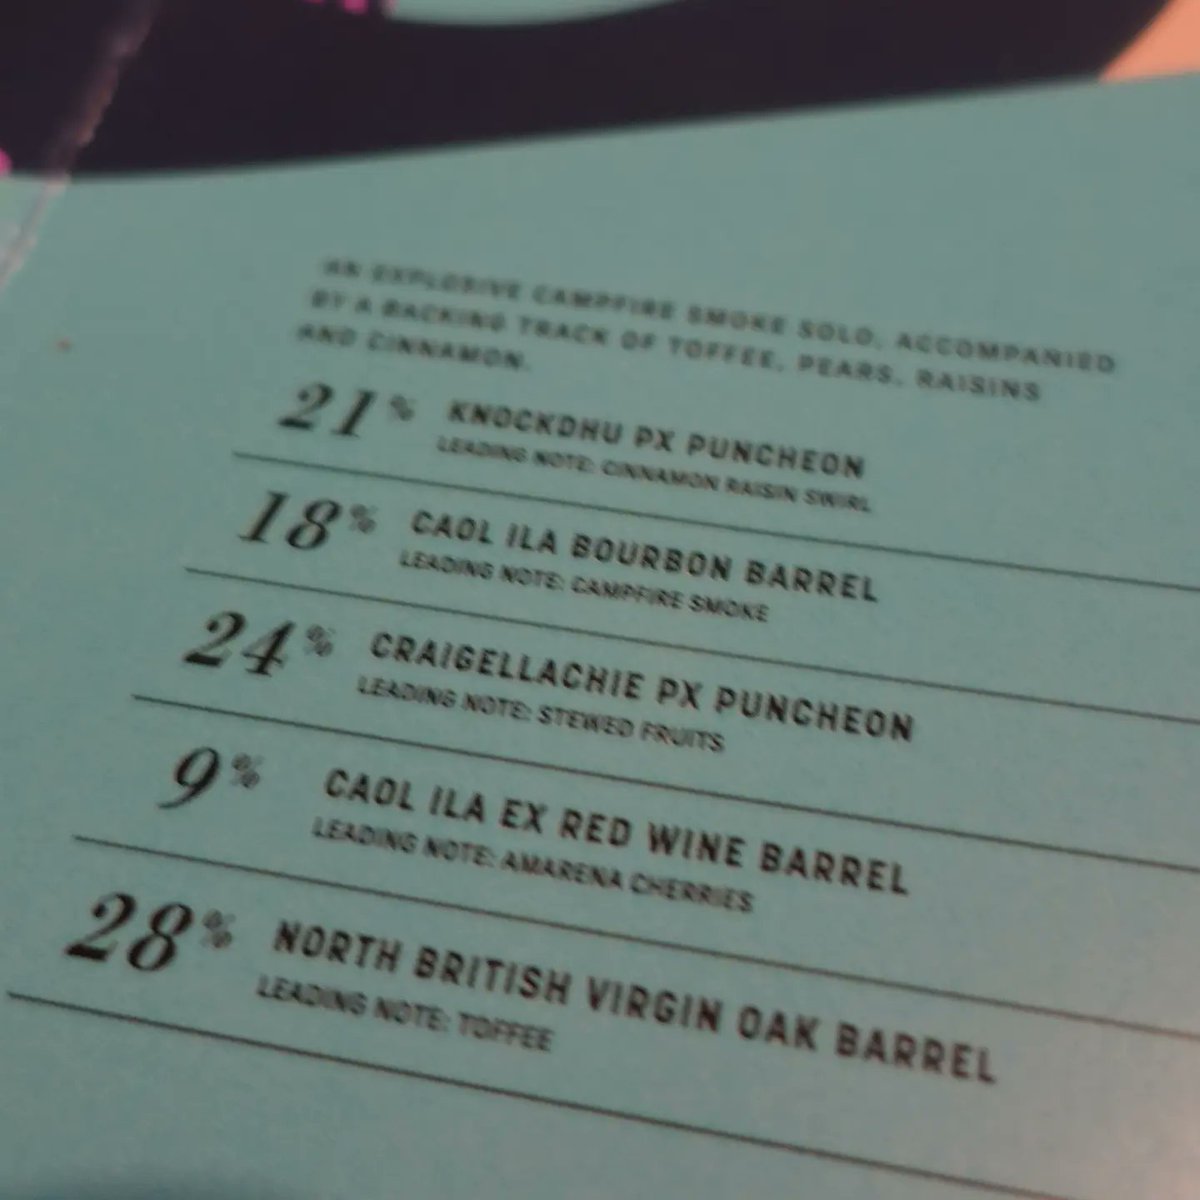 AN EXPLOSIVE CAMPFIRE SMOKE SOLO, ACCOMPANIED
BY A BACKING TRACK OF TOFFEE, PEARS, RAISINS
AND CINNAMON.
21% KNOCKDHU PX PUNCHEON
LEADING NOTE: CINNAMON RAISIN SWIRL
18% CAOL ILA BOURBON BARREL
LEADING NOTE: CAMPFIRE SMOKE
24% CRAIGELLACHIE PX PUNCHEON
LEADING NOTE: STEWED FRUITS
9% CAOL ILA EX RED WINE BARREL
LEADING NOTE: AMARENA CHERRIES
28% NORTH BRITISH VIRGIN OAK BARREL
LEADING NOTE: TOFFEE